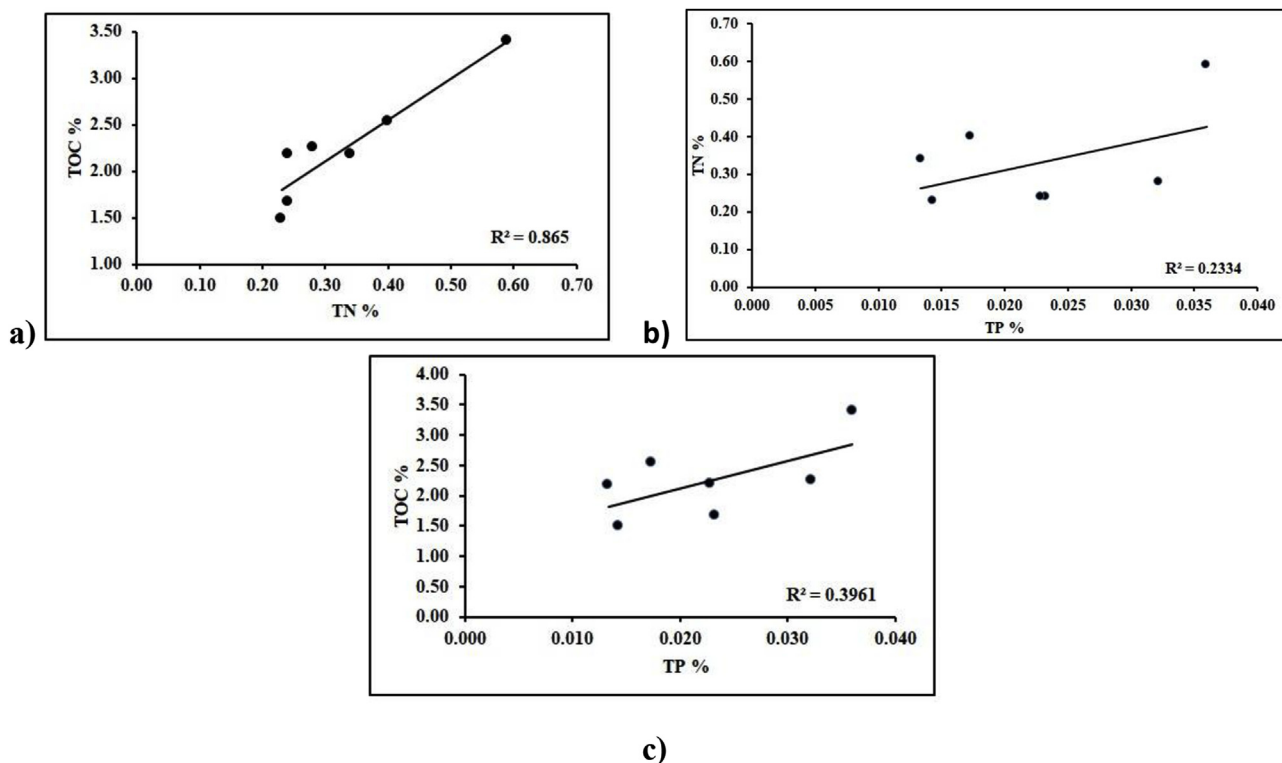 3.50
3.00
2.50
2.00
1.50
1.00
TOC %
0.00 0.10 0.20 0.30 0.40 0.50 0.60 0.70
TN %
R² = 0.865
a)
0.70
0.60
0.50
0.40
0.30
0.20
0.10
0.00
TN %
0.000 0.005 0.010 0.015 0.020 0.025 0.030 0.035 0.040
TP %
R² = 0.2334
b)
4.00
3.50
3.00
2.50
2.00
1.50
1.00
0.50
0.00
TOC %
0.000 0.010 0.020 0.030 0.040
TP %
R² = 0.3961
c)